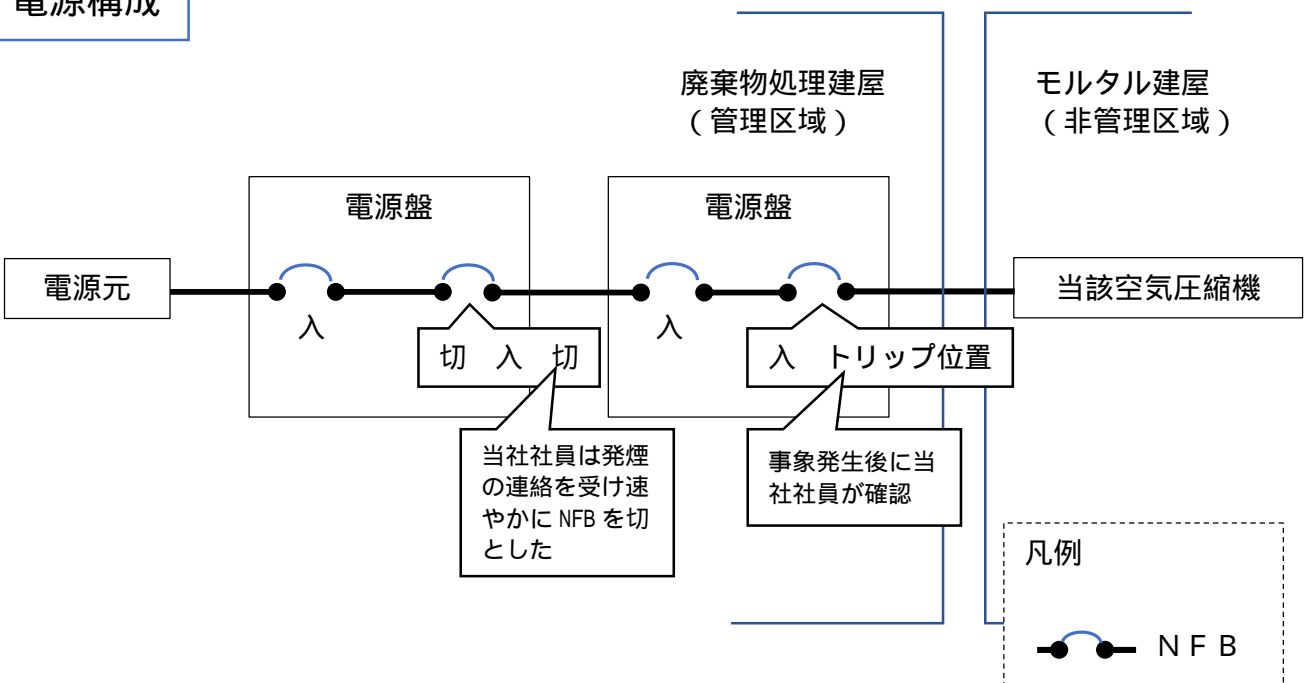 電源構成
廃棄物処理建屋
（管理区域）
モルタル建屋
（非管理区域）
電源盤
電源盤
電源元
当該空気圧縮機
入
切　入　切
入
入　トリップ位置
当社社員は発煙
の連絡を受け速
やかに NFB を切
とした
事象発生後に当
社社員が確認
凡例
ＮＦＢ